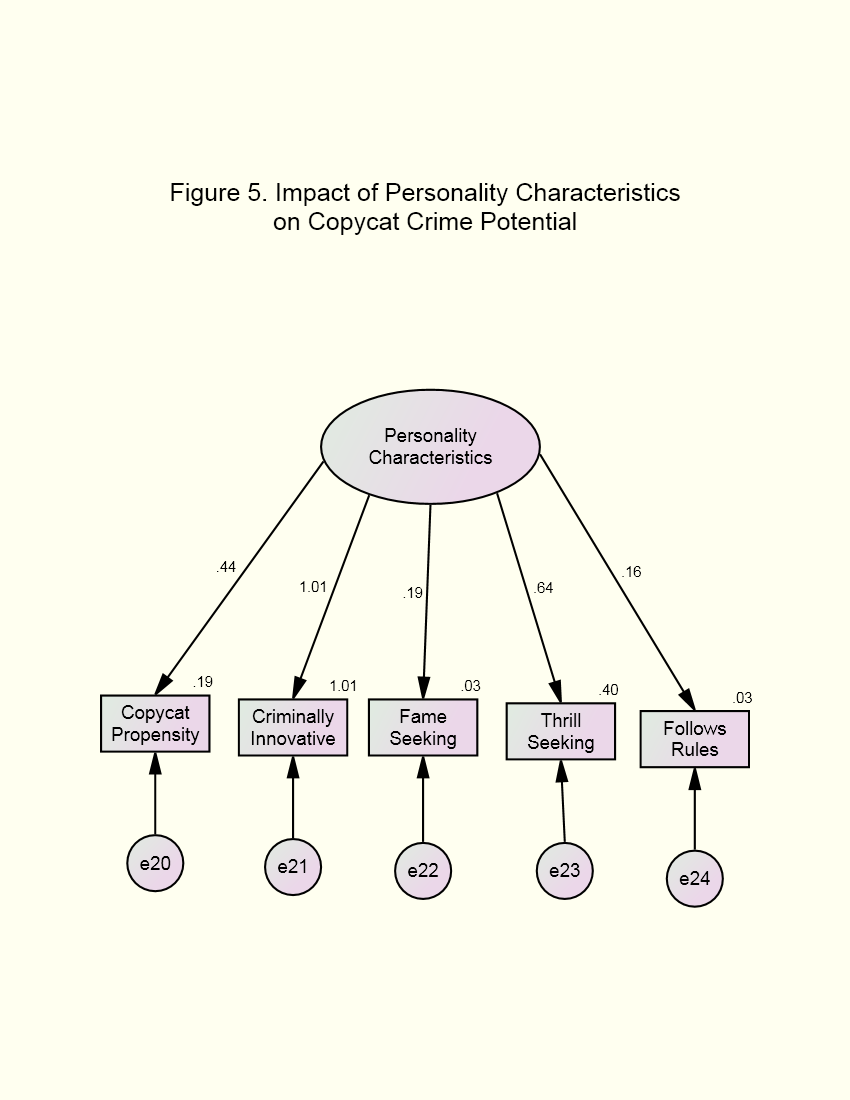 Figure 5. Impact of Personality Characteristics
on Copycat Crime Potential
Personality
Characteristics
.44
1.01
.19
.64
.16
.19
1.01
.03
.40
.03
Copycat
Propensity
Criminally
Innovative
Fame
Seeking
Thrill
Seeking
Follows
Rules
e20
e21
e22
e23
e24